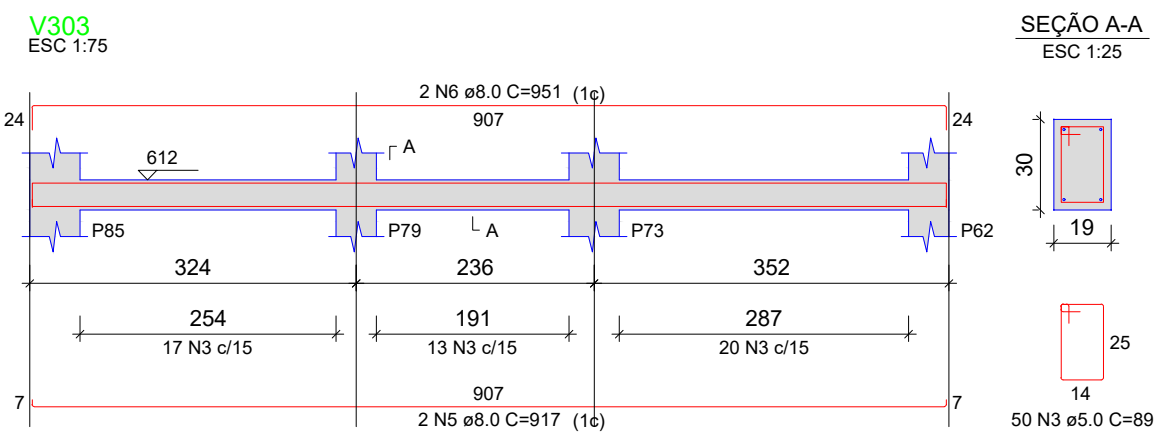 V303
ESC 1:75
SEÇÃO A-A
ESC 1:25
2 N6 ø8.0 C=951 (1c)
24
907
24
A
612
30
P85
P79
A
P73
P62
19
324
236
352
254
191
287
17 N3 c/15
13 N3 c/15
20 N3 c/15
25
14
7
907
7
2 N5 ø8.0 C=917 (1c)
50 N3 ø5.0 C=89